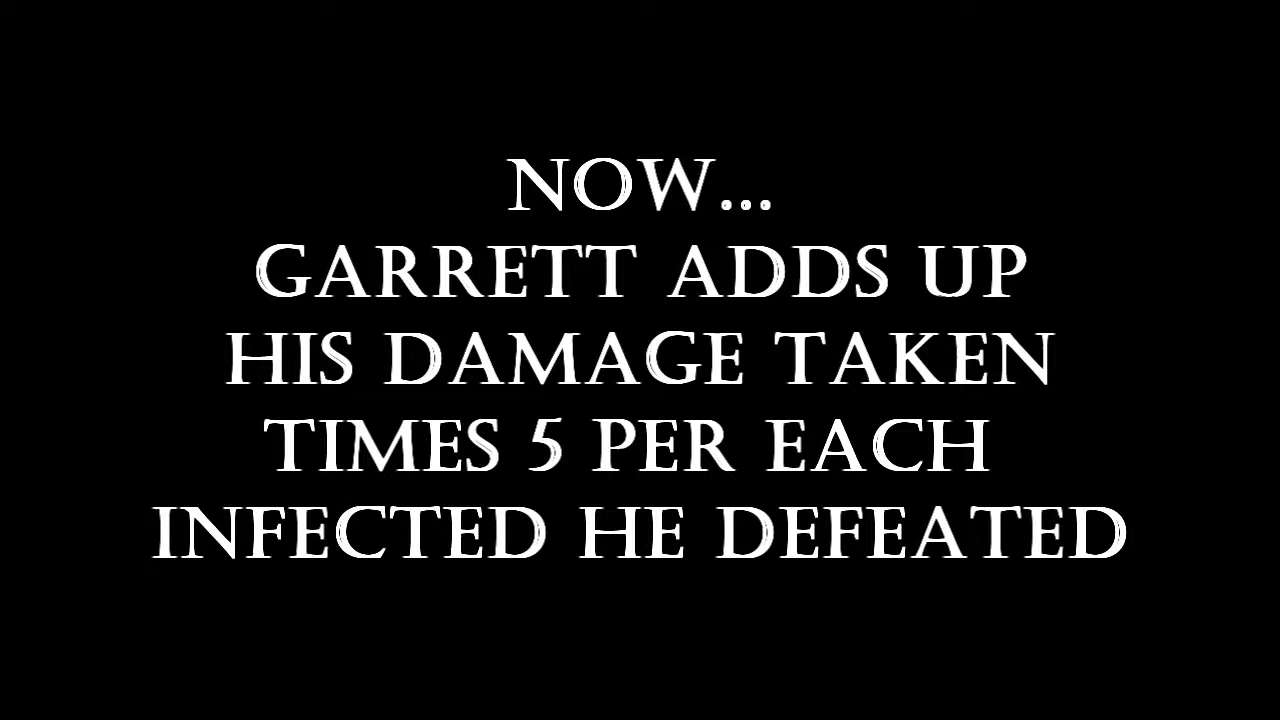 NOW...
GARRETT ADDS UP
HIS DAMAGE TAKEN
TIMES 5 PER EACH
INFECTED HE DEFEATED